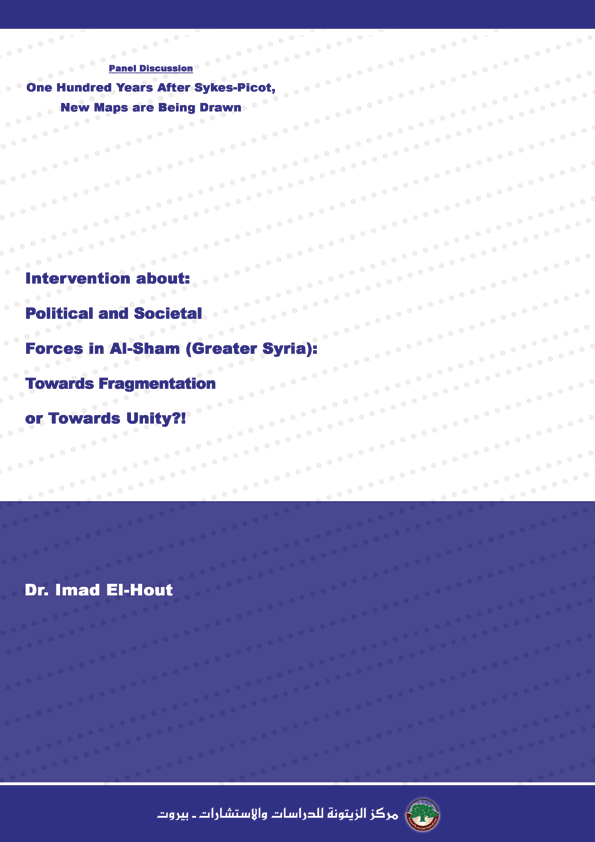 Panel Discussion
One Hundred Years After Sykes-Picot,
New Maps are Being Drawn
Intervention about:
Political and Societal
Forces in Al-Sham (Greater Syria):
Towards Fragmentation
or Towards Unity?!
Dr. Imad El-Hout
مركز الزيتونة للدراسات والاستشارات - بيروت